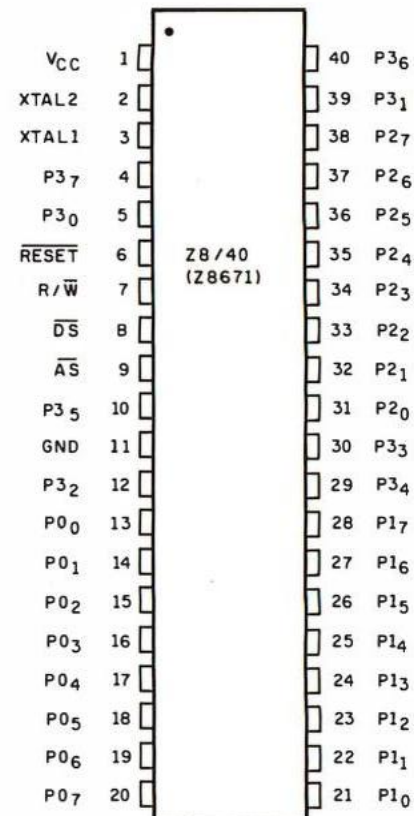 VCC 1 40 P36
XTAL2 2 39 P31
XTAL1 3 38 P27
P37 4 37 P26
P30 5 36 P25
RESET 6 Z8/40 35 P24
(Z8671)
R/W 7 34 P23
DS 8 33 P22
AS 9 32 P21
P35 10 31 P20
GND 11 30 P33
P32 12 29 P34
P00 13 28 P17
P01 14 27 P16
P02 15 26 P15
P03 16 25 P14
P04 17 24 P13
P05 18 23 P12
P06 19 22 P11
P07 20 21 P10